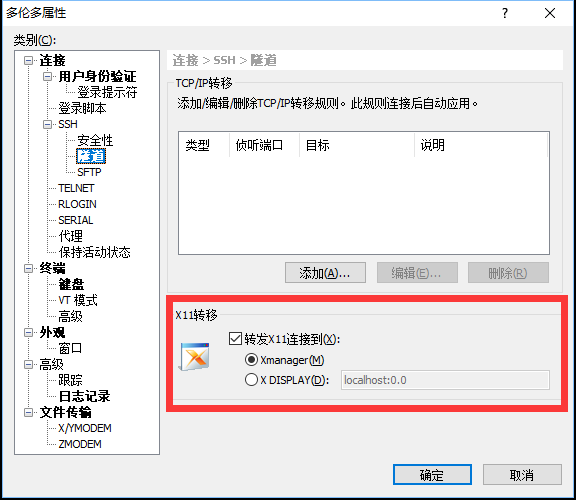 多伦多属性
类别(C):
连接
用户身份验证
登录提示符
登录脚本
SSH
安全性
隧道
SFTP
TELNET
RLOGIN
SERIAL
代理
保持活动状态
终端
键盘
VT 模式
高级
外观
窗口
高级
跟踪
日志记录
文件传输
X/YMODEM
ZMODEM
连接 > SSH > 隧道
TCP/IP转移
添加/编辑/删除TCP/IP转移规则。此规则连接后自动应用。
类型 侦听端口 目标 说明
添加(A)... 编辑(E)... 删除(R)
X11转移
转发X11连接到(X):
Xmanager(M)
X DISPLAY(D): localhost:0.0
确定 取消